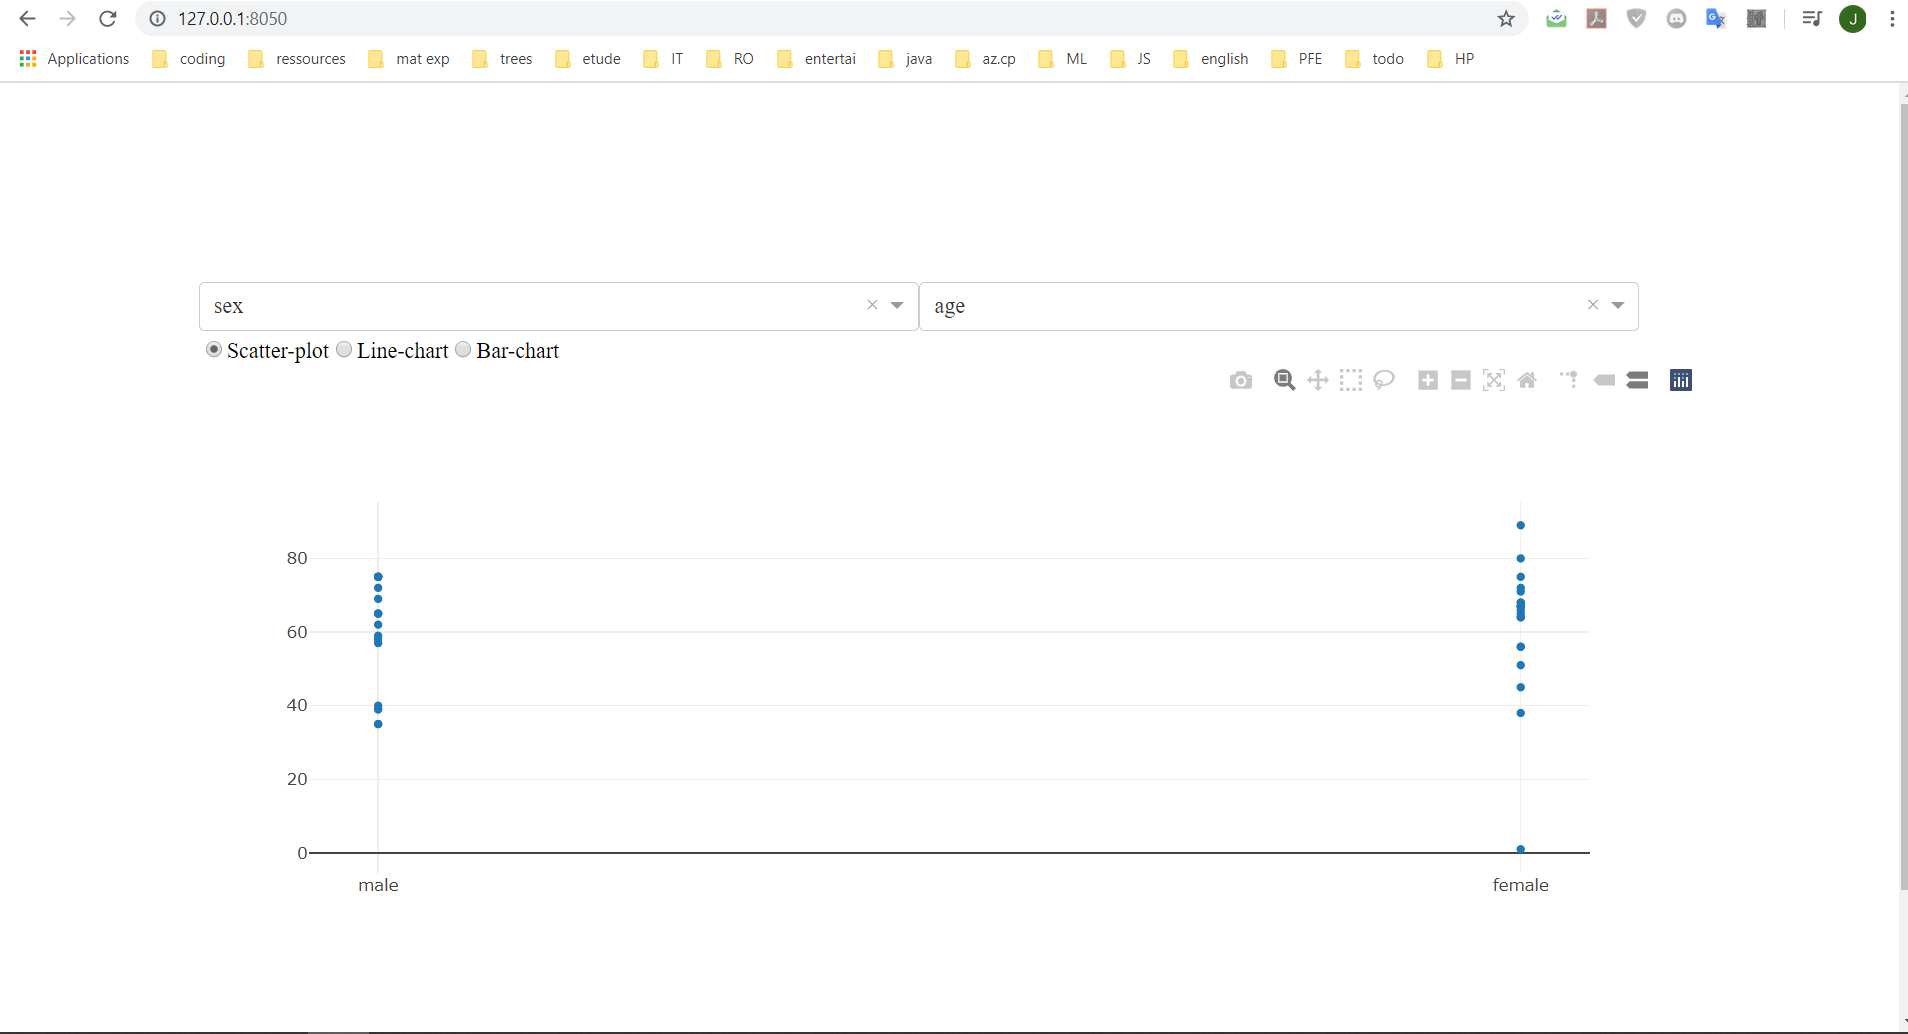 127.0.0.1:8050
J
Applications coding ressources mat exp trees etude IT RO entertai java az.cp ML JS english PFE todo HP
sex × age ×
Scatter-plot Line-chart Bar-chart
80
60
40
20
0
male female